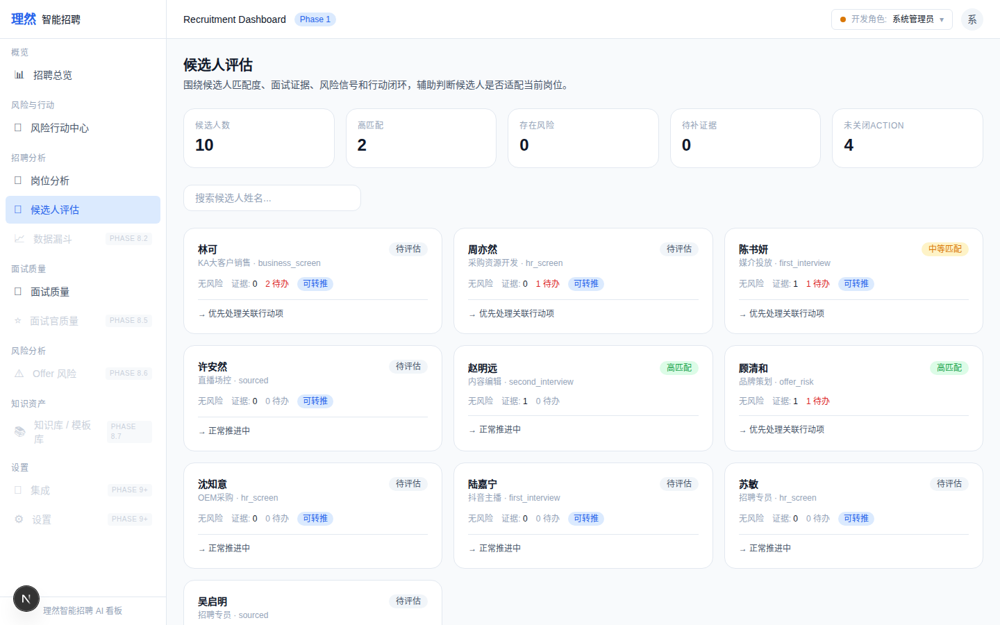 理然 智能招聘
Recruitment Dashboard Phase 1
开发角色: 系统管理员 ▾
系
概览
招聘总览
风险与行动
风险行动中心
招聘分析
岗位分析
候选人评估
数据漏斗 PHASE 8.2
面试质量
面试质量
面试官质量 PHASE 8.5
风险分析
Offer 风险 PHASE 8.6
知识资产
知识库 / 模板
库
PHASE
8.7
设置
集成 PHASE 9+
设置 PHASE 9+
理然智能招聘 AI 看板
候选人评估
围绕候选人匹配度、面试证据、风险信号和行动闭环，辅助判断候选人是否适配当前岗位。
候选人数
10
高匹配
2
存在风险
0
待补证据
0
未关闭ACTION
4
搜索候选人姓名...
林可 待评估
KA大客户销售 · business_screen
无风险 证据: 0 2 待办 可转推
→ 优先处理关联行动项
周亦然 待评估
采购资源开发 · hr_screen
无风险 证据: 0 1 待办 可转推
→ 优先处理关联行动项
陈书妍 中等匹配
媒介投放 · first_interview
无风险 证据: 1 1 待办 可转推
→ 优先处理关联行动项
许安然 待评估
直播场控 · sourced
无风险 证据: 0 0 待办 可转推
→ 正常推进中
赵明远 高匹配
内容编辑 · second_interview
无风险 证据: 1 0 待办
→ 正常推进中
顾清和 高匹配
品牌策划 · offer_risk
无风险 证据: 1 1 待办
→ 优先处理关联行动项
沈知意 待评估
OEM采购 · hr_screen
无风险 证据: 0 0 待办 可转推
→ 正常推进中
陆嘉宁 待评估
抖音主播 · first_interview
无风险 证据: 0 0 待办 可转推
→ 正常推进中
苏敏 待评估
招聘专员 · hr_screen
无风险 证据: 0 0 待办 可转推
→ 正常推进中
吴启明 待评估
招聘专员 · sourced